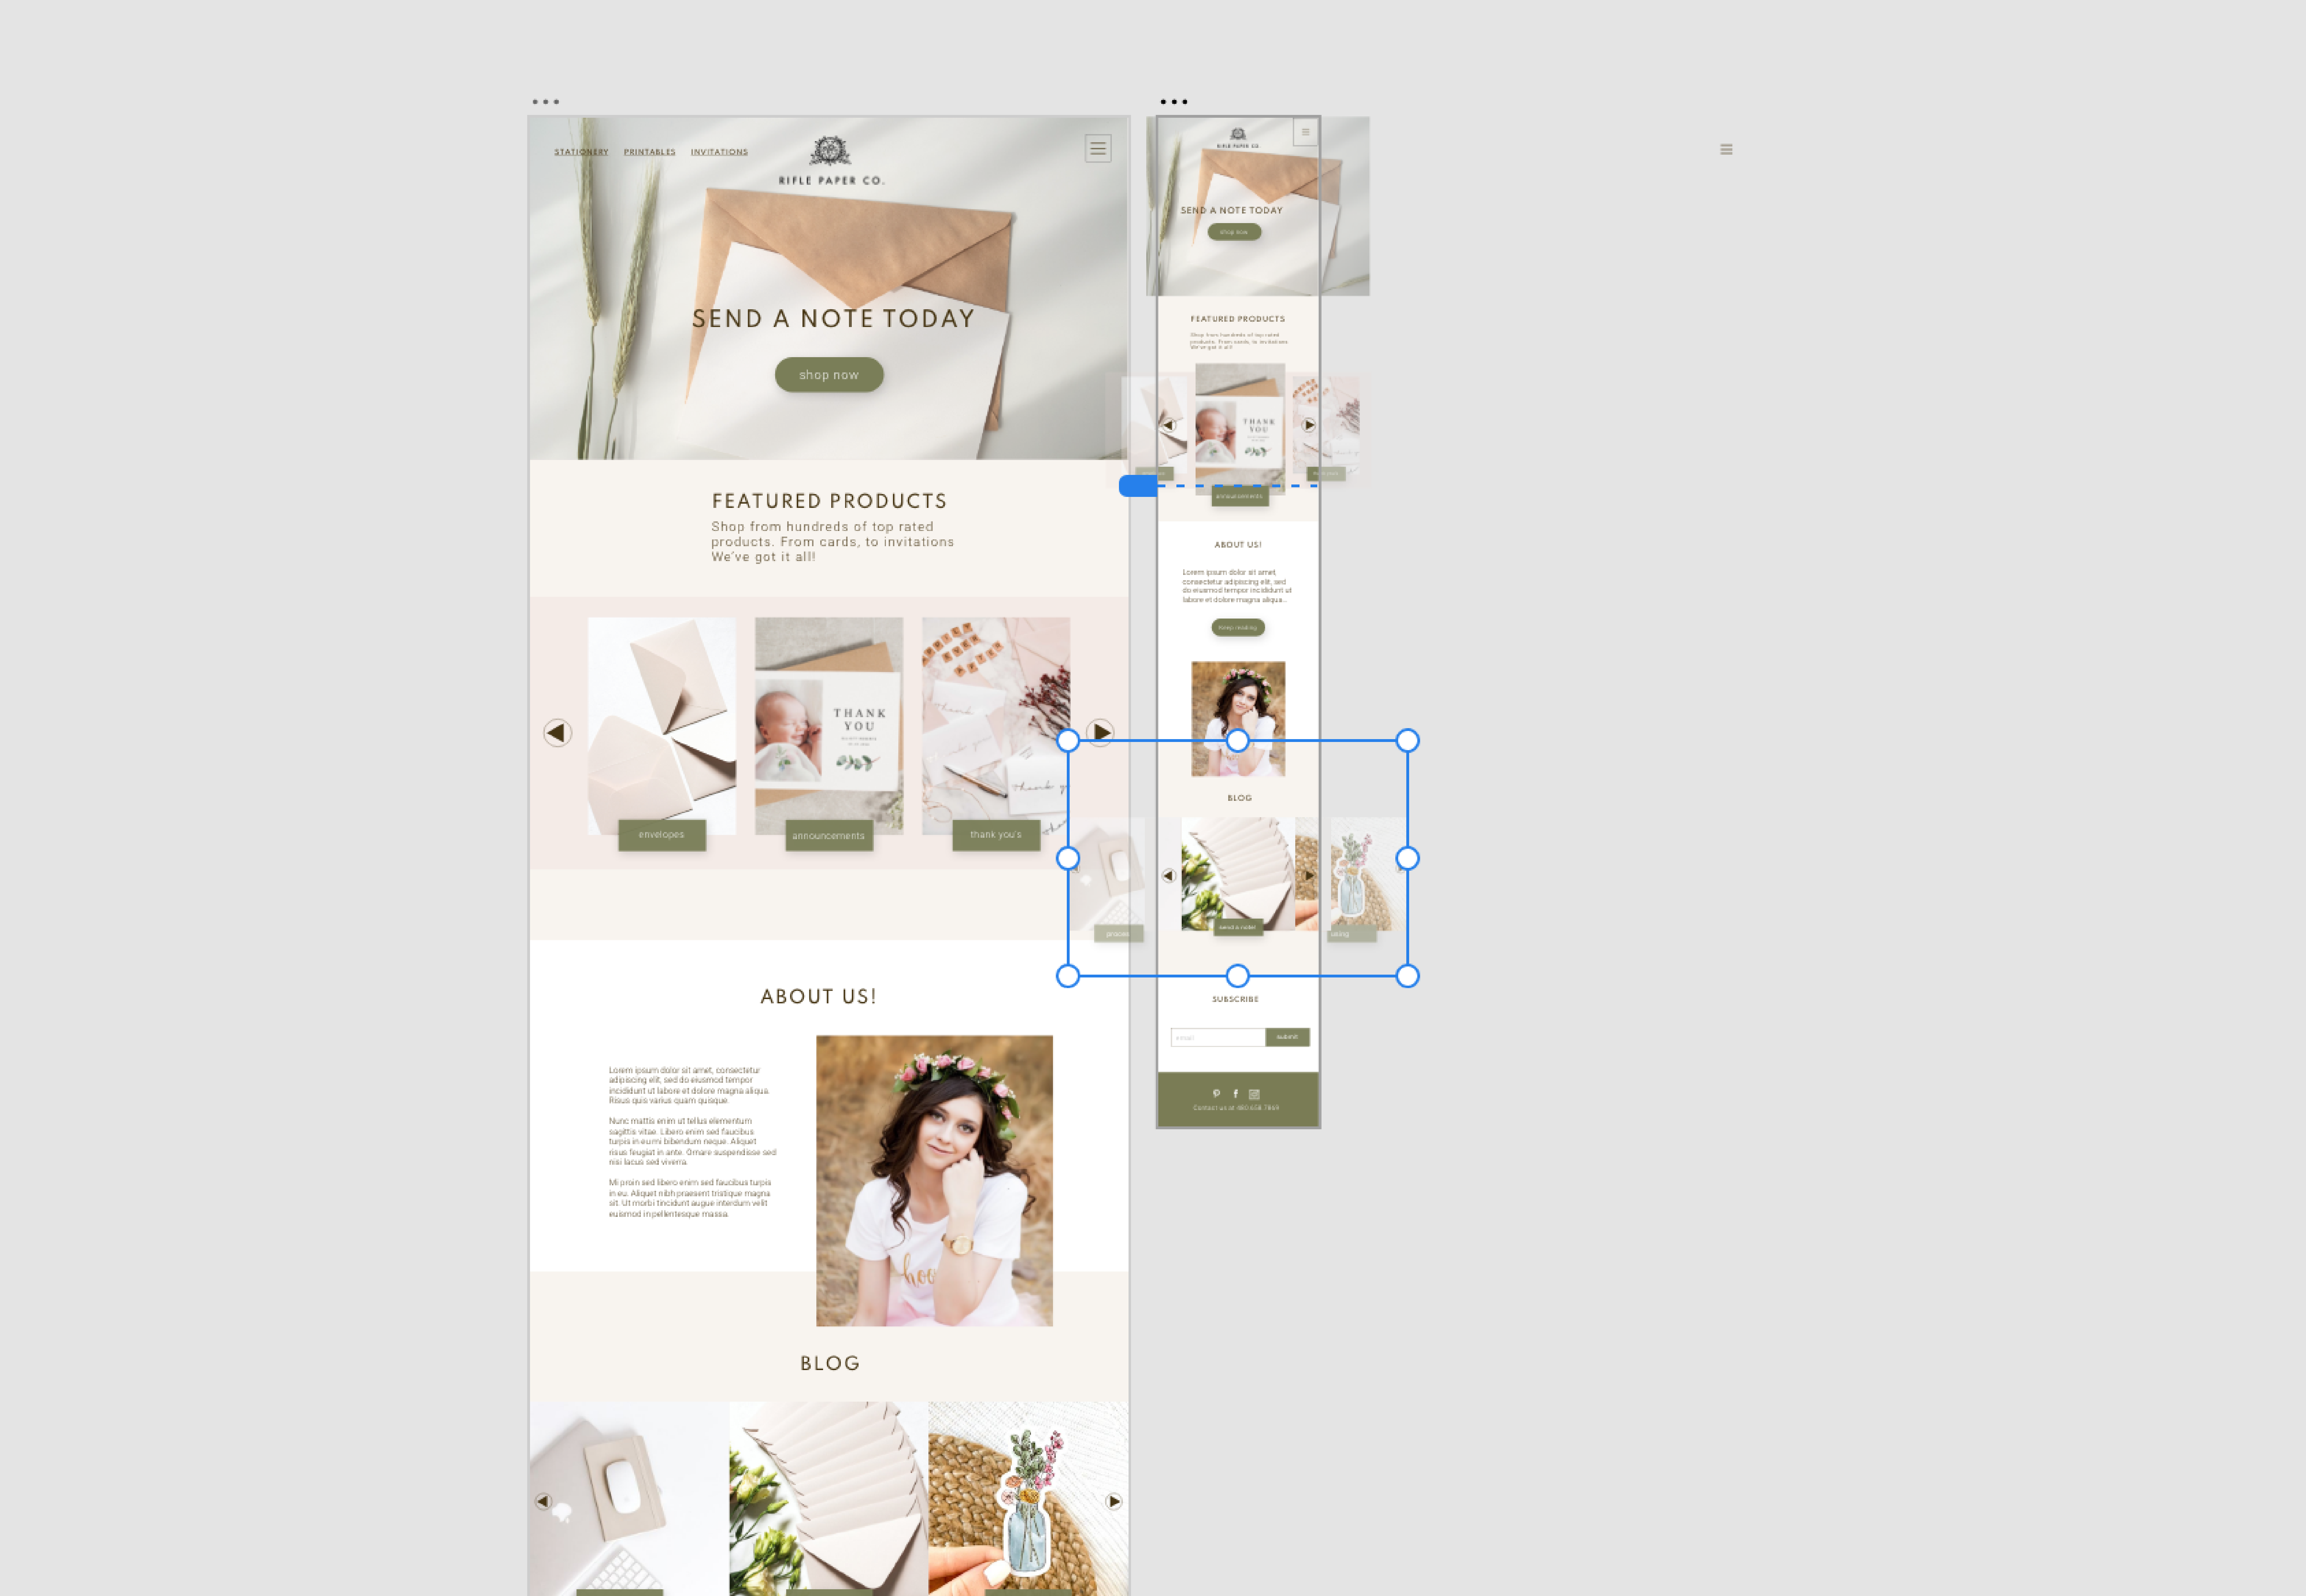 STATIONERY PRINTABLES INVITATIONS
RIFLE PAPER CO.
SEND A NOTE TODAY
shop now
FEATURED PRODUCTS
Shop from hundreds of top rated
products. From cards, to invitations
We've got it all!
THANK
YOU
envelopes
announcements
thank you's
ABOUT US!
Lorem ipsum dolor sit amet, consectetur
adipiscing elit, sed do eiusmod tempor
incididunt ut labore et dolore magna aliqua.
Risus quis varius quam quisque.
Nunc mattis enim ut tellus elementum
sagittis vitae. Libero enim sed faucibus
turpis in eu mi bibendum neque. Aliquet
risus feugiat in ante. Ornare suspendisse sed
nisi lacus sed viverra.
Mi proin sed libero enim sed faucibus turpis
in eu. Aliquet nibh praesent tristique magna
sit. Ut morbi tincidunt augue interdum velit
euismod in pellentesque massa.
BLOG
RIFLE PAPER CO.
SEND A NOTE TODAY
shop now
FEATURED PRODUCTS
Shop from hundreds of top rated
products. From cards, to invitations
We've got it all!
THANK
YOU
announcements
ABOUT US!
Lorem ipsum dolor sit amet,
consectetur adipiscing elit, sed
do eiusmod tempor incididunt ut
labore et dolore magna aliqua...
Keep reading
BLOG
send a note!
SUBSCRIBE
email
submit
Contact us at 480.658.7869